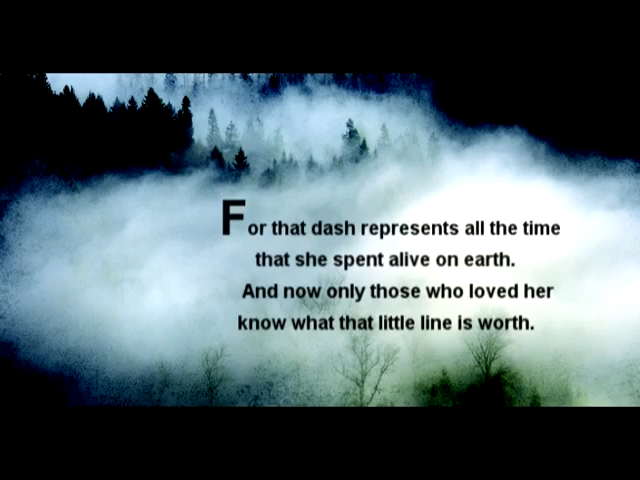 For that dash represents all the time
that she spent alive on earth.
And now only those who loved her
know what that little line is worth.